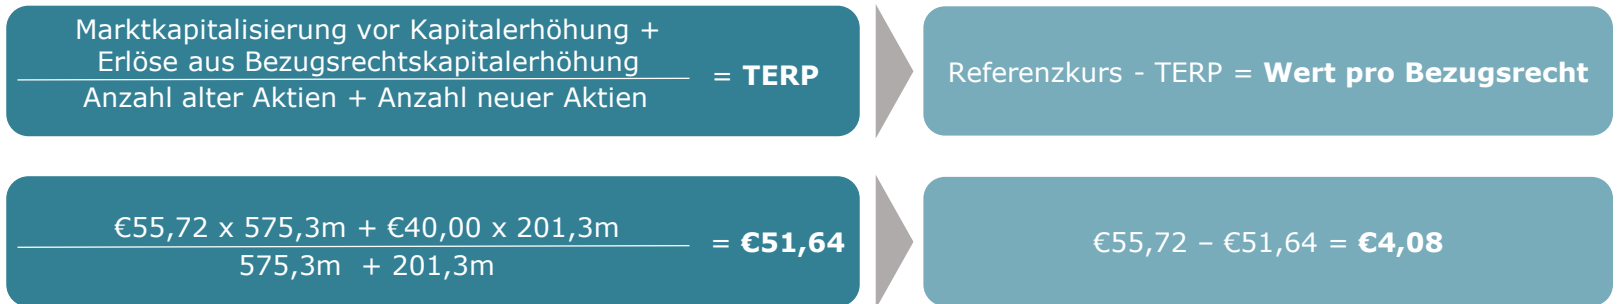 Marktkapitalisierung vor Kapitalerhöhung +
Erlöse aus Bezugsrechtskapitalerhöhung
Anzahl alter Aktien + Anzahl neuer Aktien
= TERP
Referenzkurs - TERP = Wert pro Bezugsrecht
€55,72 x 575,3m + €40,00 x 201,3m
575,3m + 201,3m
= €51,64
€55,72 – €51,64 = €4,08